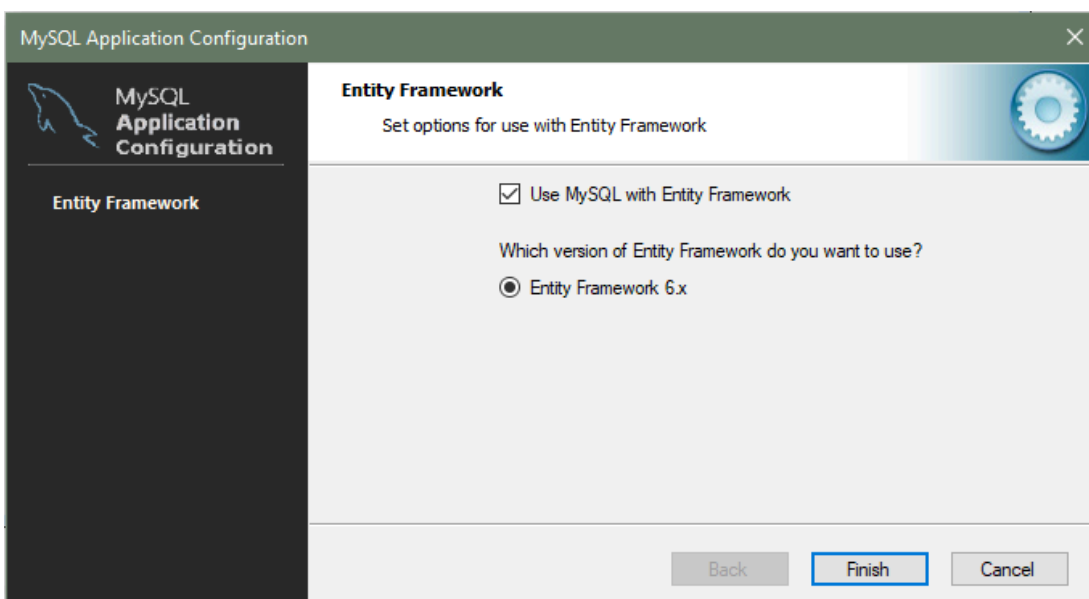 MySQL Application Configuration
MySQL
Application
Configuration
Entity Framework
Entity Framework
Set options for use with Entity Framework
Use MySQL with Entity Framework
Which version of Entity Framework do you want to use?
Entity Framework 6.x
Back
Finish
Cancel